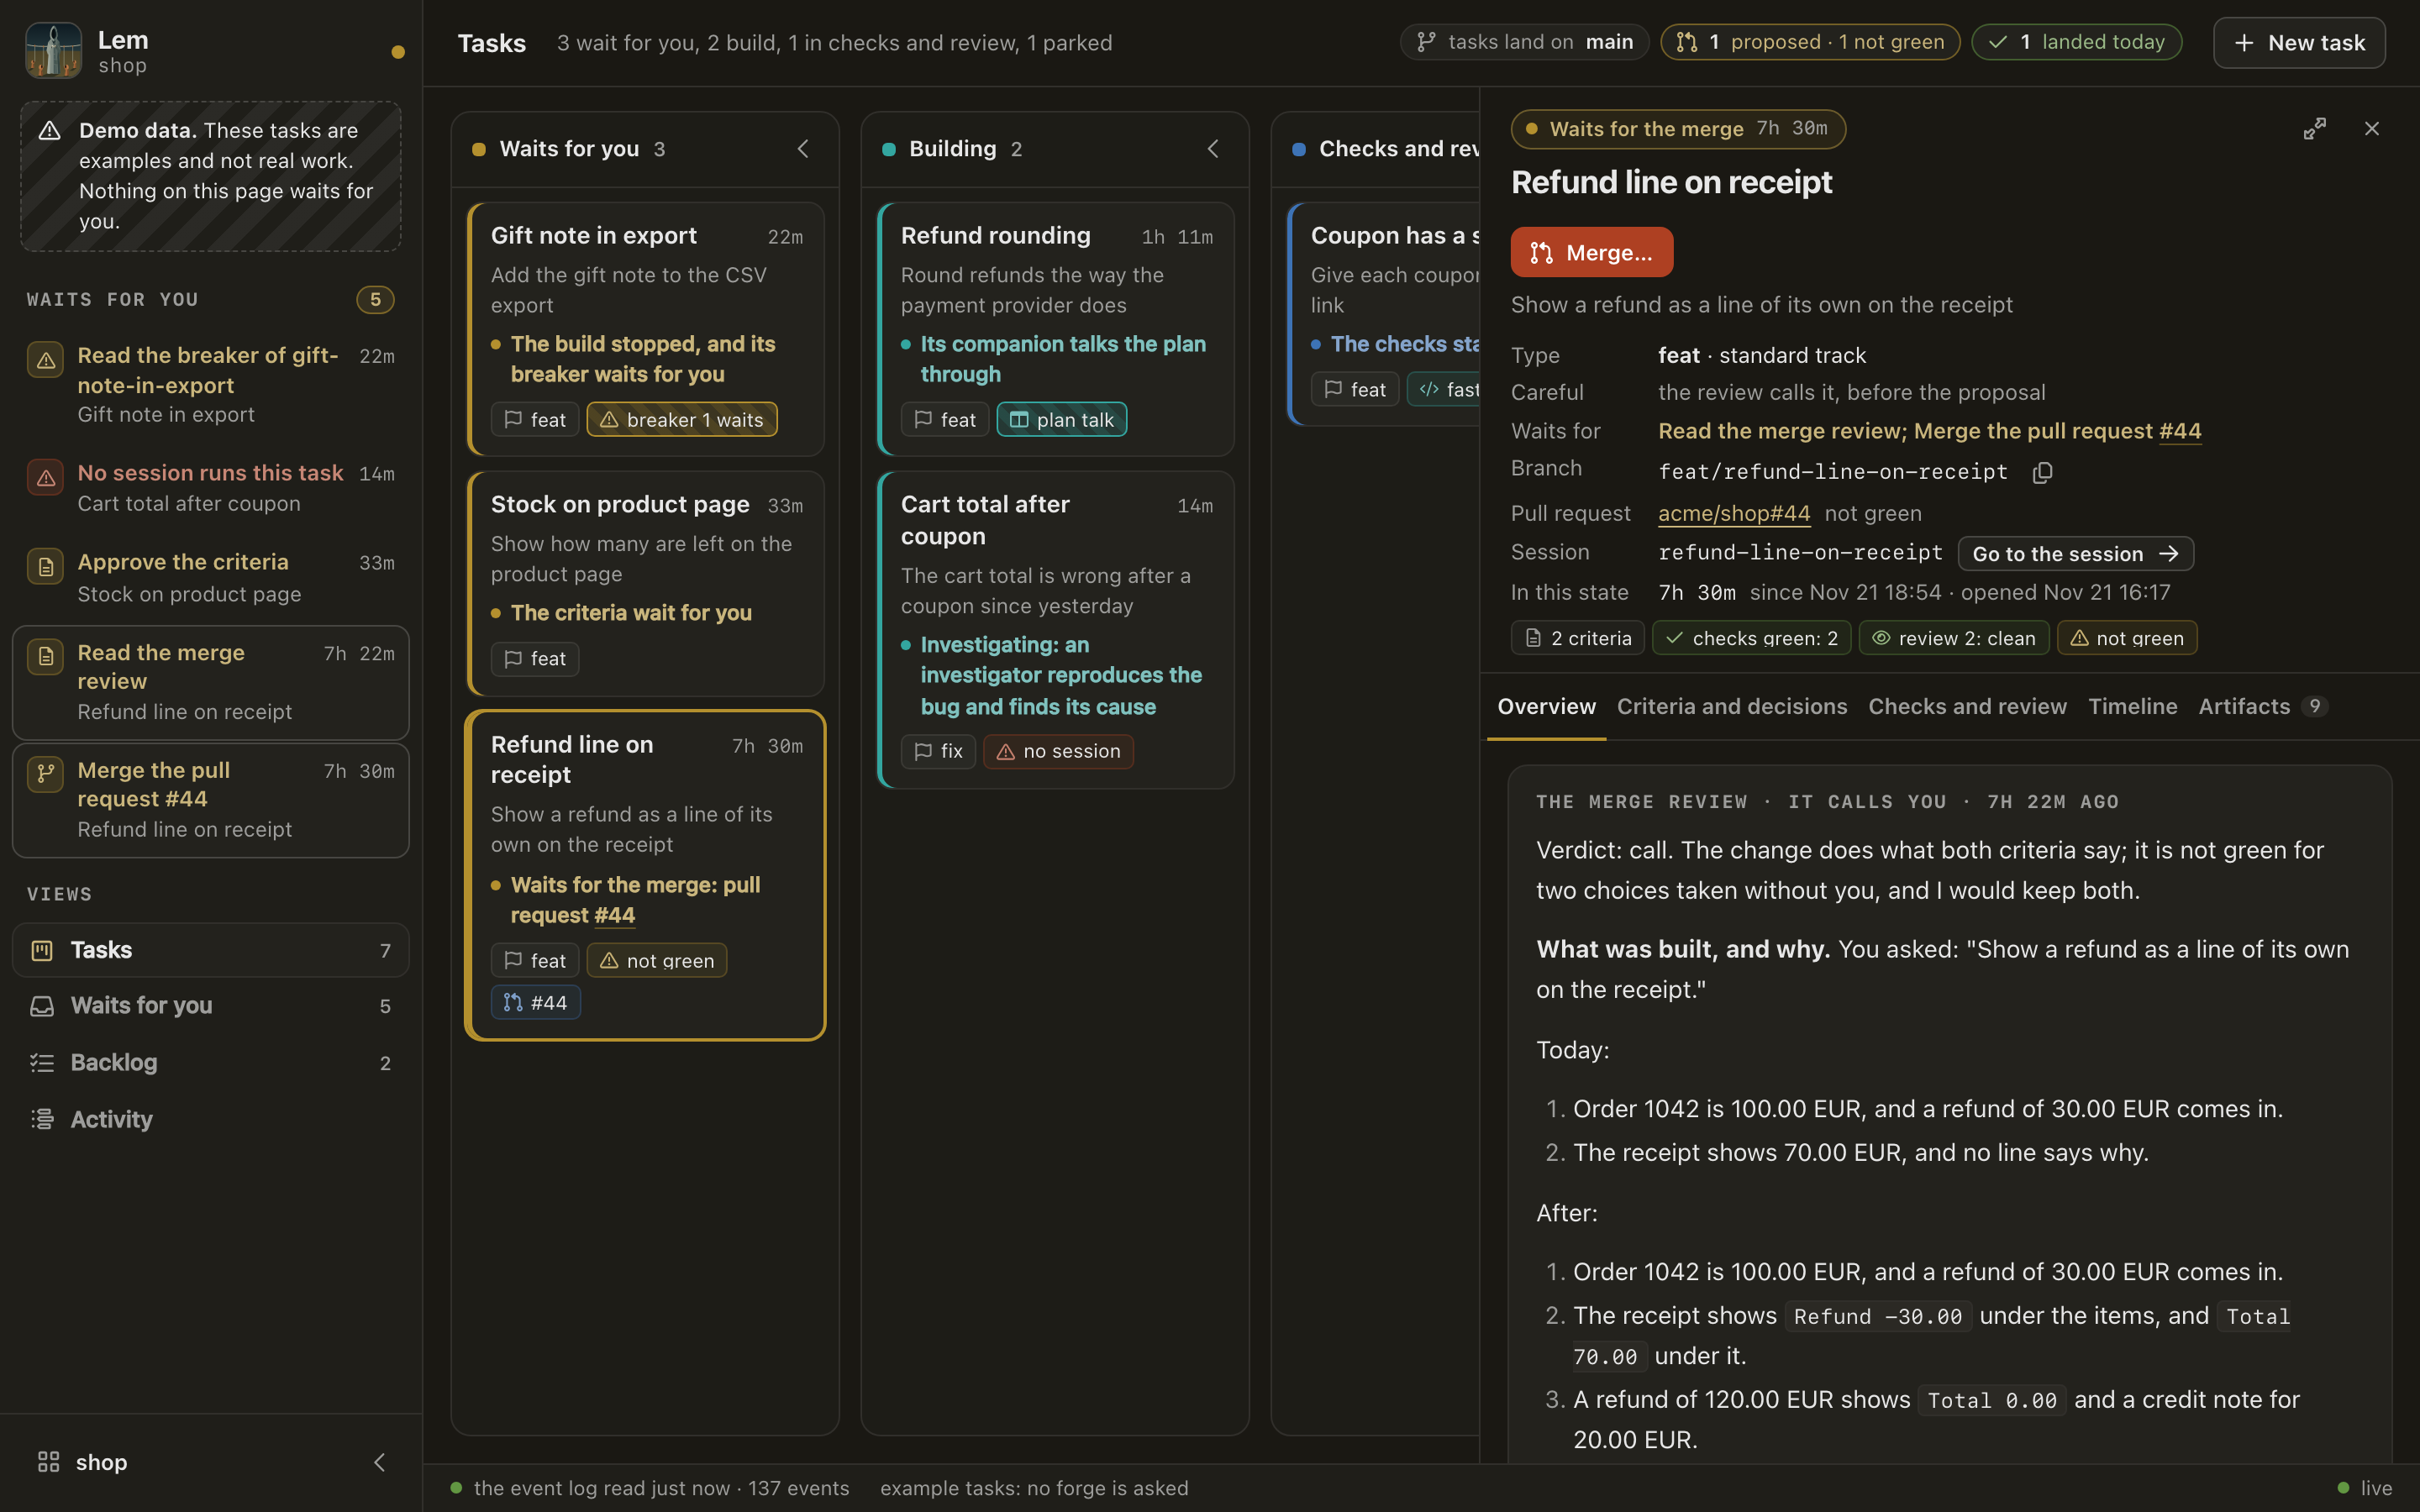 Lem
shop
Demo data. These tasks are
examples and not real work.
Nothing on this page waits for
you.
WAITS FOR YOU 5
Read the breaker of gift-
note-in-export
22m
Gift note in export
No session runs this task 14m
Cart total after coupon
Approve the criteria 33m
Stock on product page
Read the merge
review
7h 22m
Refund line on receipt
Merge the pull
request #44
7h 30m
Refund line on receipt
VIEWS
Tasks 7
Waits for you 5
Backlog 2
Activity
shop
Tasks 3 wait for you, 2 build, 1 in checks and review, 1 parked
tasks land on main
1 proposed · 1 not green
1 landed today
New task
Waits for you 3
Gift note in export 22m
Add the gift note to the CSV
export
The build stopped, and its
breaker waits for you
feat
breaker 1 waits
Stock on product page 33m
Show how many are left on the
product page
The criteria wait for you
feat
Refund line on
receipt
7h 30m
Show a refund as a line of its
own on the receipt
Waits for the merge: pull
request #44
feat
not green
#44
Building 2
Refund rounding 1h 11m
Round refunds the way the
payment provider does
Its companion talks the plan
through
feat
plan talk
Cart total after
coupon
14m
The cart total is wrong after a
coupon since yesterday
Investigating: an
investigator reproduces the
bug and finds its cause
fix
no session
Checks and rev
Coupon has a s
Give each coupon
link
The checks sta
feat
fast
Waits for the merge 7h 30m
Refund line on receipt
Merge...
Show a refund as a line of its own on the receipt
Type feat · standard track
Careful the review calls it, before the proposal
Waits for Read the merge review; Merge the pull request #44
Branch feat/refund-line-on-receipt
Pull request acme/shop#44 not green
Session refund-line-on-receipt Go to the session
In this state 7h 30m since Nov 21 18:54 · opened Nov 21 16:17
2 criteria
checks green: 2
review 2: clean
not green
Overview Criteria and decisions Checks and review Timeline Artifacts 9
THE MERGE REVIEW · IT CALLS YOU · 7H 22M AGO
Verdict: call. The change does what both criteria say; it is not green for
two choices taken without you, and I would keep both.
What was built, and why. You asked: "Show a refund as a line of its own
on the receipt."
Today:
1. Order 1042 is 100.00 EUR, and a refund of 30.00 EUR comes in.
2. The receipt shows 70.00 EUR, and no line says why.
After:
1. Order 1042 is 100.00 EUR, and a refund of 30.00 EUR comes in.
2. The receipt shows Refund −30.00 under the items, and Total
70.00 under it.
3. A refund of 120.00 EUR shows Total 0.00 and a credit note for
20.00 EUR.
the event log read just now · 137 events example tasks: no forge is asked
live